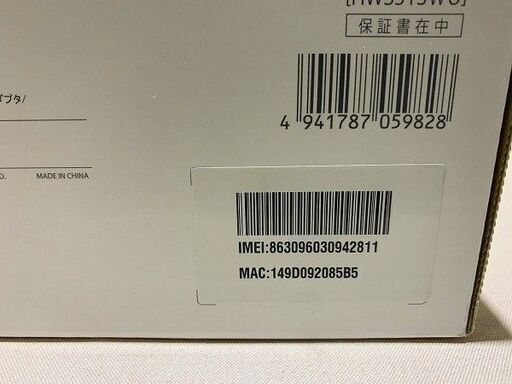 保証書在中
4 941787 059828
D. MADE IN CHINA
IMEI:863096030942811
MAC:149D092085B5